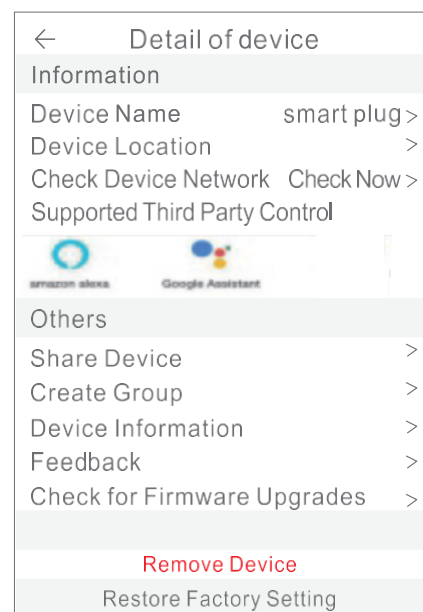 ← Detail of device
Information
Device Name smart plug >
Device Location >
Check Device Network Check Now >
Supported Third Party Control
amazon alexa Google Assistant
Others
Share Device >
Create Group >
Device Information >
Feedback >
Check for Firmware Upgrades >
Remove Device
Restore Factory Setting